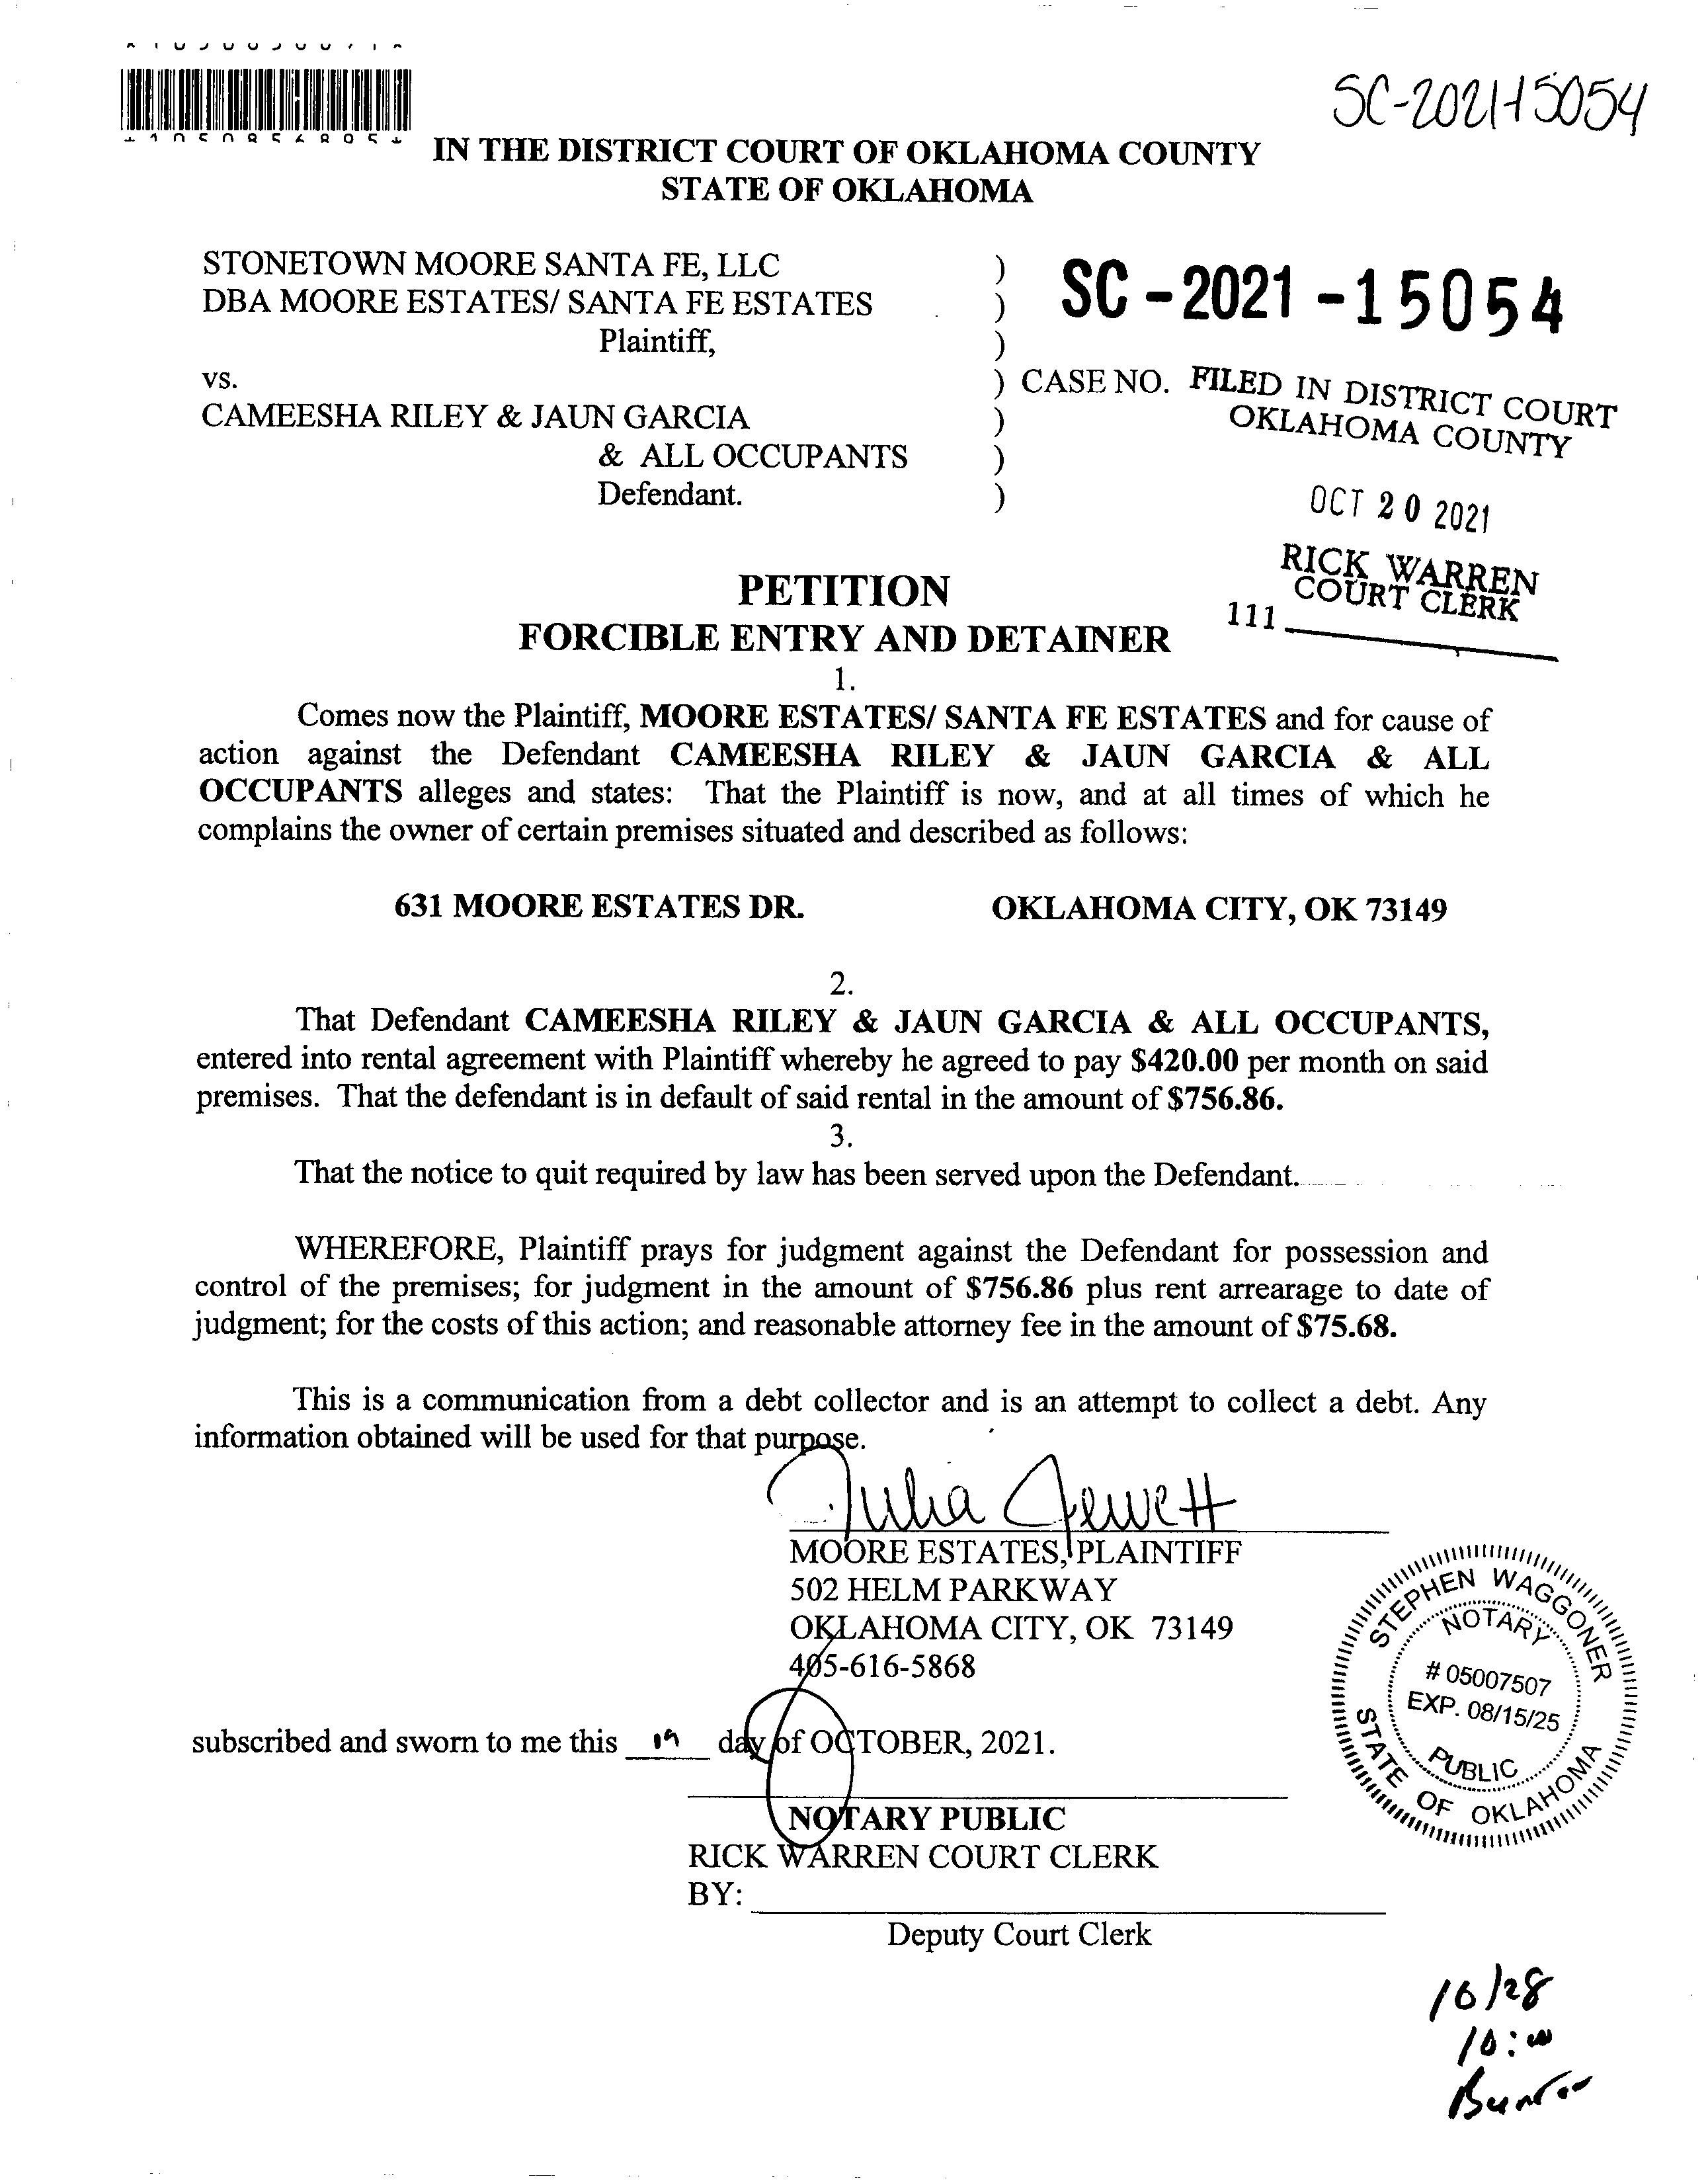 SC-2021-15054
IN THE DISTRICT COURT OF OKLAHOMA COUNTY
STATE OF OKLAHOMA
STONETOWN MOORE SANTA FE, LLC )
DBA MOORE ESTATES/ SANTA FE ESTATES )
Plaintiff, )
vs. )
CAMEESHA RILEY & JAUN GARCIA )
& ALL OCCUPANTS )
Defendant. )
SC-2021-15054
CASE NO.
FILED IN DISTRICT COURT
OKLAHOMA COUNTY
OCT 20 2021
RICK WARREN
COURT CLERK
111
PETITION
FORCIBLE ENTRY AND DETAINER
1.
Comes now the Plaintiff, MOORE ESTATES/ SANTA FE ESTATES and for cause of
action against the Defendant CAMEESHA RILEY & JAUN GARCIA & ALL
OCCUPANTS alleges and states: That the Plaintiff is now, and at all times of which he
complains the owner of certain premises situated and described as follows:
631 MOORE ESTATES DR. OKLAHOMA CITY, OK 73149
2.
That Defendant CAMEESHA RILEY & JAUN GARCIA & ALL OCCUPANTS,
entered into rental agreement with Plaintiff whereby he agreed to pay $420.00 per month on said
premises. That the defendant is in default of said rental in the amount of $756.86.
3.
That the notice to quit required by law has been served upon the Defendant.
WHEREFORE, Plaintiff prays for judgment against the Defendant for possession and
control of the premises; for judgment in the amount of $756.86 plus rent arrearage to date of
judgment; for the costs of this action; and reasonable attorney fee in the amount of $75.68.
This is a communication from a debt collector and is an attempt to collect a debt. Any
information obtained will be used for that purpose.
Julia Jewett
MOORE ESTATES, PLAINTIFF
502 HELM PARKWAY
OKLAHOMA CITY, OK 73149
405-616-5868
STEPHEN WAGGONER
NOTARY
# 05007507
EXP. 08/15/25
PUBLIC
STATE OF OKLAHOMA
subscribed and sworn to me this 19 day of OCTOBER, 2021.
NOTARY PUBLIC
RICK WARREN COURT CLERK
BY:
Deputy Court Clerk
10/28
10:00